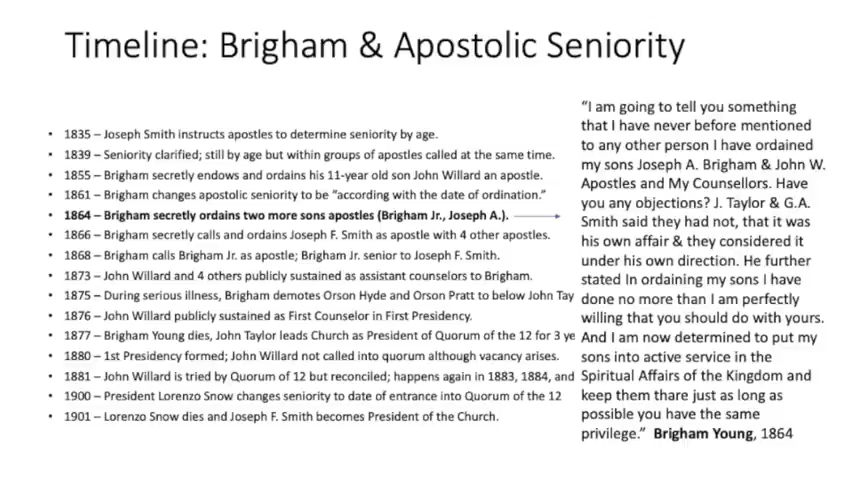 Timeline: Brigham & Apostolic Seniority
• 1835 – Joseph Smith instructs apostles to determine seniority by age.
• 1839 – Seniority clarified; still by age but within groups of apostles called at the same time.
• 1855 – Brigham secretly endows and ordains his 11-year old son John Willard an apostle.
• 1861 – Brigham changes apostolic seniority to be "according with the date of ordination."
• 1864 – Brigham secretly ordains two more sons apostles (Brigham Jr., Joseph A.).
• 1866 – Brigham secretly calls and ordains Joseph F. Smith as apostle with 4 other apostles.
• 1868 – Brigham calls Brigham Jr. as apostle; Brigham Jr. senior to Joseph F. Smith.
• 1873 – John Willard and 4 others publicly sustained as assistant counselors to Brigham.
• 1875 – During serious illness, Brigham demotes Orson Hyde and Orson Pratt to below John Tay
• 1876 – John Willard publicly sustained as First Counselor in First Presidency.
• 1877 – Brigham Young dies, John Taylor leads Church as President of Quorum of the 12 for 3 ye
• 1880 – 1st Presidency formed; John Willard not called into quorum although vacancy arises.
• 1881 – John Willard is tried by Quorum of 12 but reconciled; happens again in 1883, 1884, and
• 1900 – President Lorenzo Snow changes seniority to date of entrance into Quorum of the 12
• 1901 – Lorenzo Snow dies and Joseph F. Smith becomes President of the Church.
"I am going to tell you something
that I have never before mentioned
to any other person I have ordained
my sons Joseph A. Brigham & John W.
Apostles and My Counsellors. Have
you any objections? J. Taylor & G.A.
Smith said they had not, that it was
his own affair & they considered it
under his own direction. He further
stated In ordaining my sons I have
done no more than I am perfectly
willing that you should do with yours.
And I am now determined to put my
sons into active service in the
Spiritual Affairs of the Kingdom and
keep them thare just as long as
possible you have the same
privilege." Brigham Young, 1864